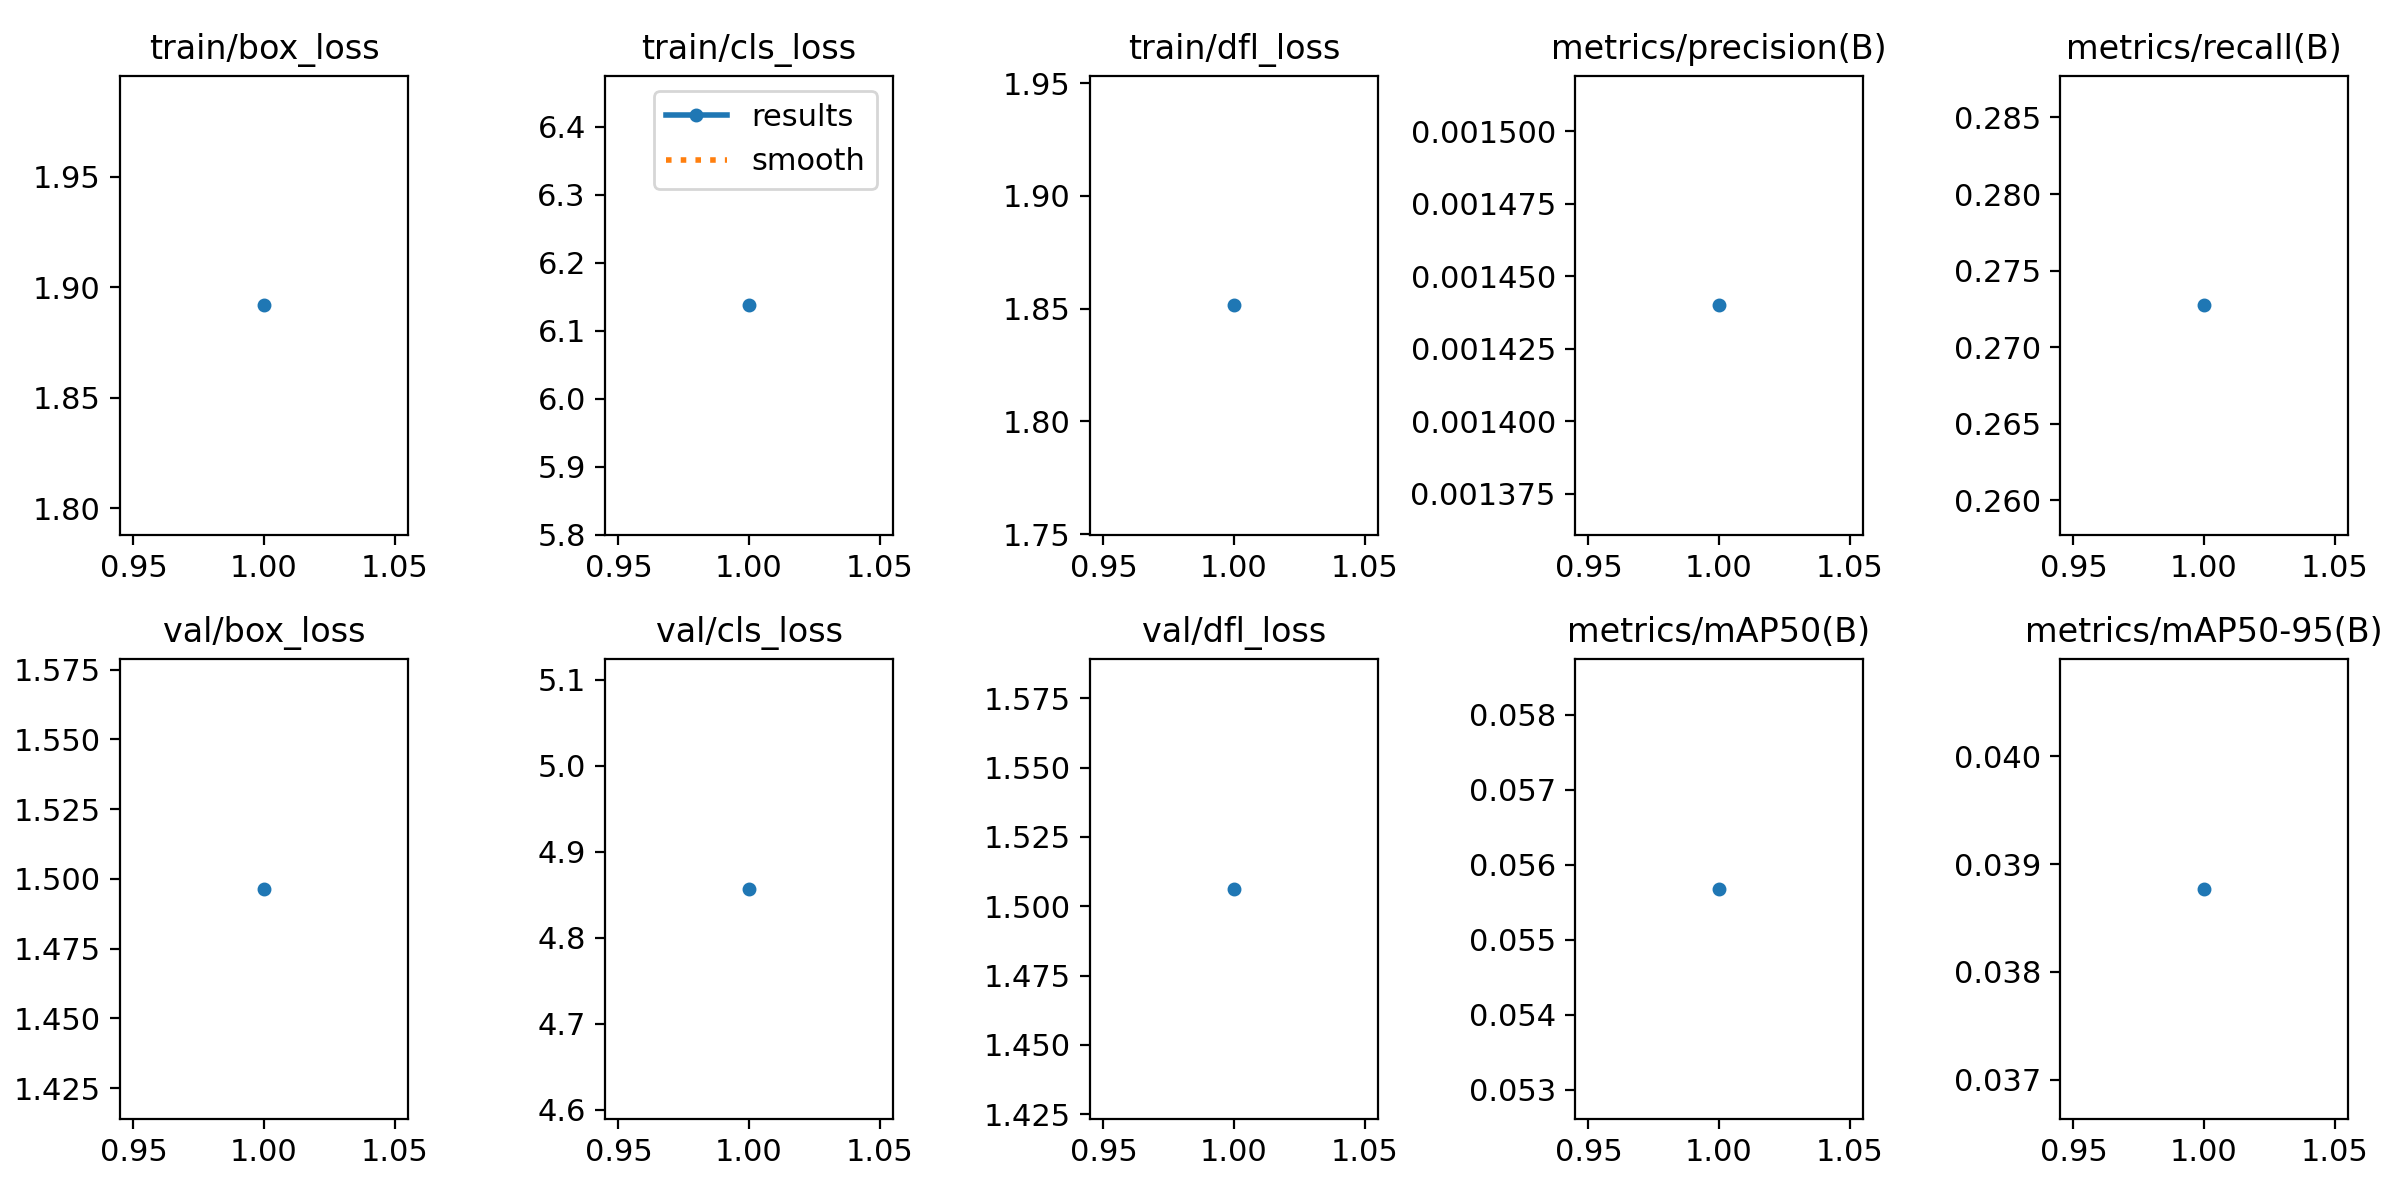 train/box_loss
1.95
1.90
1.85
1.80
0.95 1.00 1.05
train/cls_loss
results
smooth
6.4
6.3
6.2
6.1
6.0
5.9
5.8
0.95 1.00 1.05
train/dfl_loss
1.95
1.90
1.85
1.80
1.75
0.95 1.00 1.05
metrics/precision(B)
0.001500
0.001475
0.001450
0.001425
0.001400
0.001375
0.95 1.00 1.05
metrics/recall(B)
0.285
0.280
0.275
0.270
0.265
0.260
0.95 1.00 1.05
val/box_loss
1.575
1.550
1.525
1.500
1.475
1.450
1.425
0.95 1.00 1.05
val/cls_loss
5.1
5.0
4.9
4.8
4.7
4.6
0.95 1.00 1.05
val/dfl_loss
1.575
1.550
1.525
1.500
1.475
1.450
1.425
0.95 1.00 1.05
metrics/mAP50(B)
0.058
0.057
0.056
0.055
0.054
0.053
0.95 1.00 1.05
metrics/mAP50-95(B)
0.040
0.039
0.038
0.037
0.95 1.00 1.05